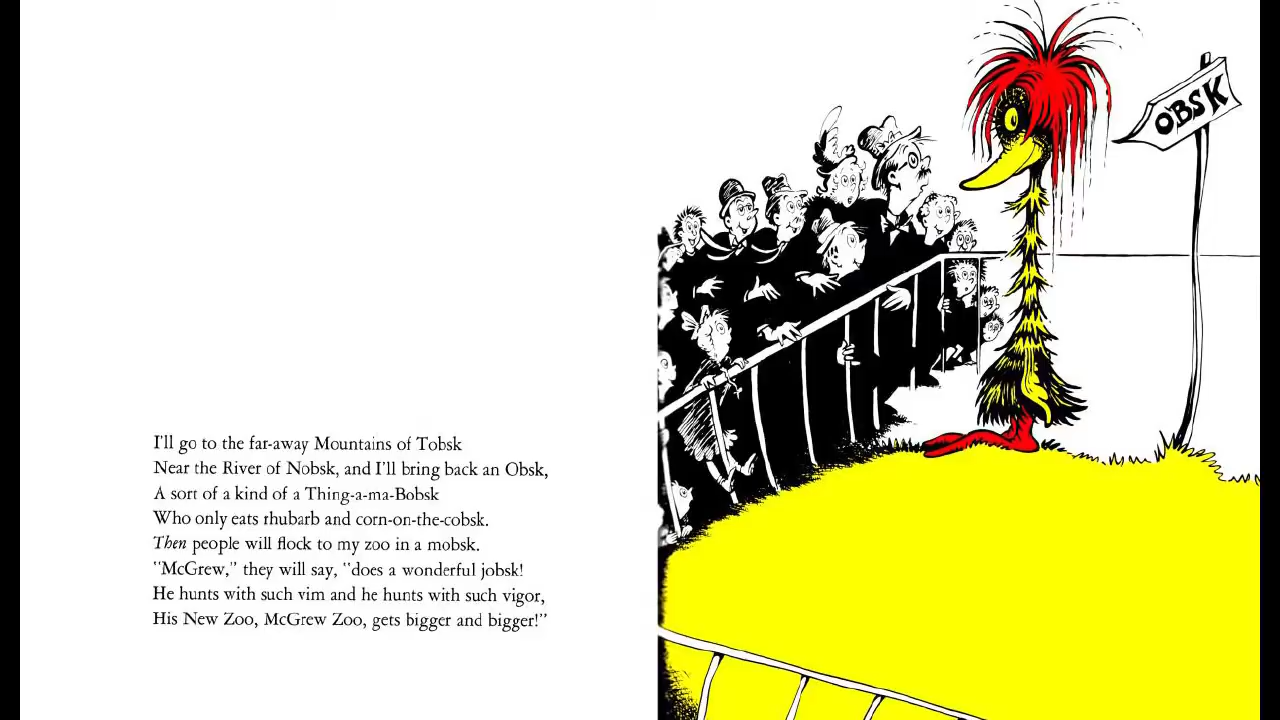 I'll go to the far-away Mountains of Tobsk
Near the River of Nobsk, and I'll bring back an Obsk,
A sort of a kind of a Thing-a-ma-Bobsk
Who only eats rhubarb and corn-on-the-cobsk.
Then people will flock to my zoo in a mobsk.
"McGrew," they will say, "does a wonderful jobsk!
He hunts with such vim and he hunts with such vigor,
His New Zoo, McGrew Zoo, gets bigger and bigger!"
OBSK